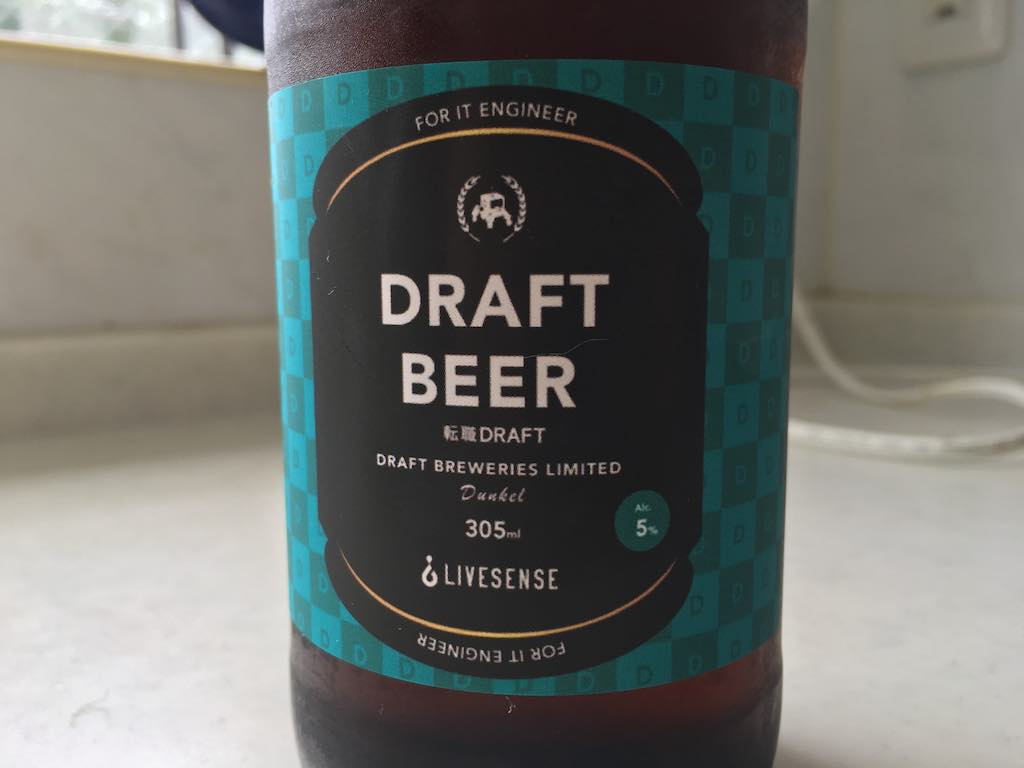 FOR IT ENGINEER
DRAFT
BEER
転職DRAFT
DRAFT BREWERIES LIMITED
Dunkel
305ml
Alc.
5%
LIVESENSE
FOR IT ENGINEER